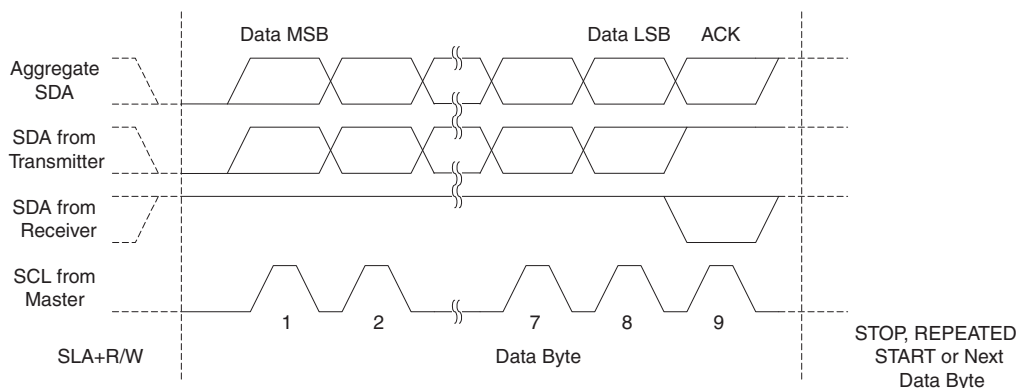 Data MSB
Data LSB
ACK
Aggregate
SDA
SDA from
Transmitter
SDA from
Receiver
SCL from
Master
1
2
7
8
9
SLA+R/W
Data Byte
STOP, REPEATED
START or Next
Data Byte